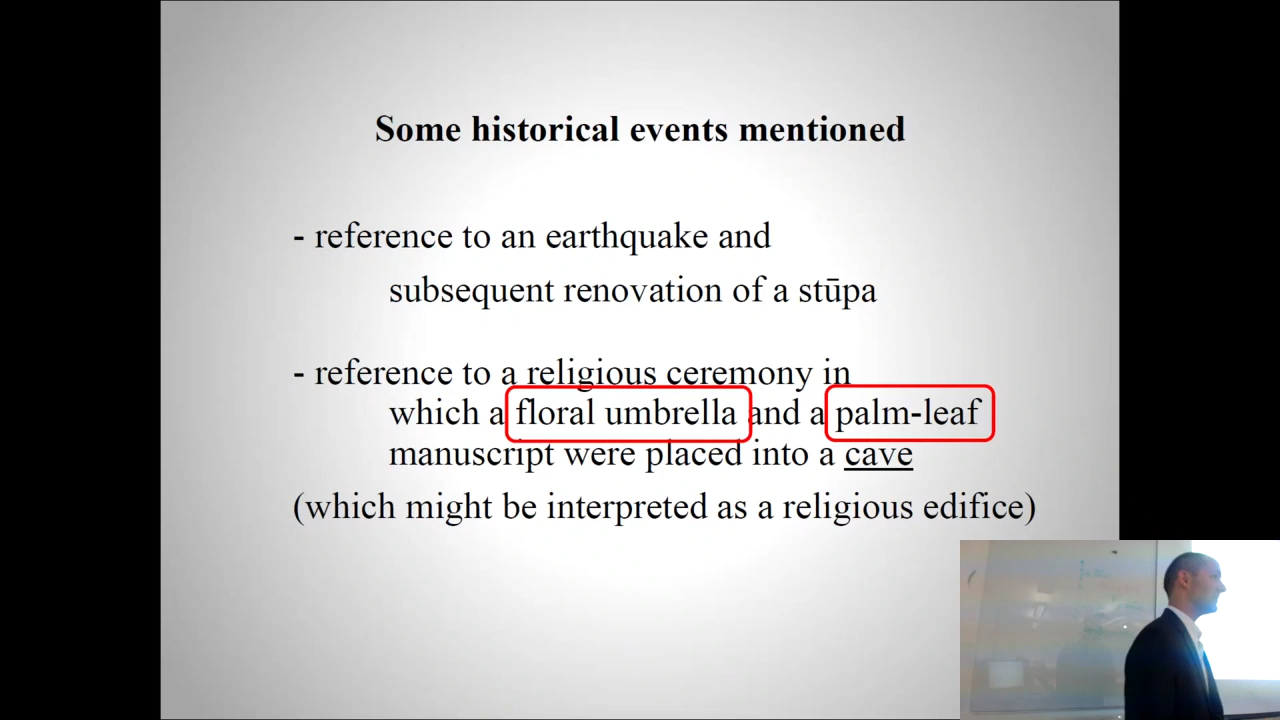 Some historical events mentioned
- reference to an earthquake and
subsequent renovation of a stūpa
- reference to a religious ceremony in
which a floral umbrella and a palm-leaf
manuscript were placed into a cave
(which might be interpreted as a religious edifice)